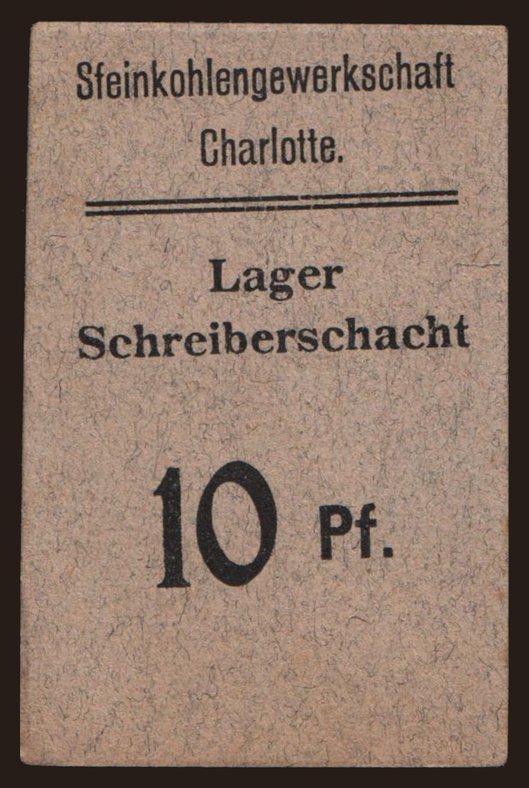 Sfeinkohlengewerkschaft
Charlotte.
Lager
Schreiberschacht
10 Pf.